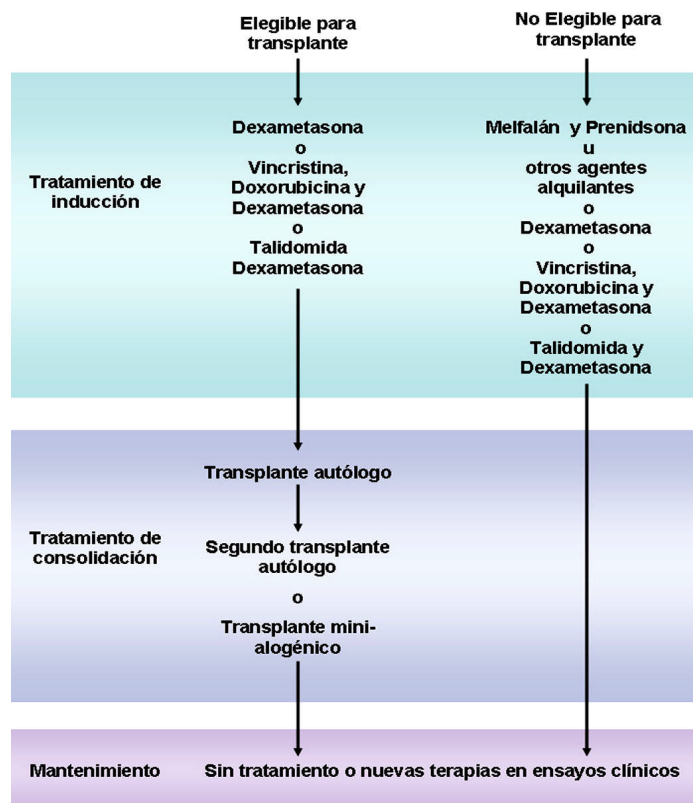 Elegible para
transplante
No Elegible para
transplante
Tratamiento de
inducción
Dexametasona
o
Vincristina,
Doxorubicina y
Dexametasona
o
Talidomida
Dexametasona
Melfalán y Prenidsona
u
otros agentes
alquilantes
o
Dexametasona
o
Vincristina,
Doxorubicina y
Dexametasona
o
Talidomida y
Dexametasona
Tratamiento de
consolidación
Transplante autólogo
Segundo transplante
autólogo
o
Transplante mini-
alogénico
Mantenimiento
Sin tratamiento o nuevas terapias en ensayos clínicos